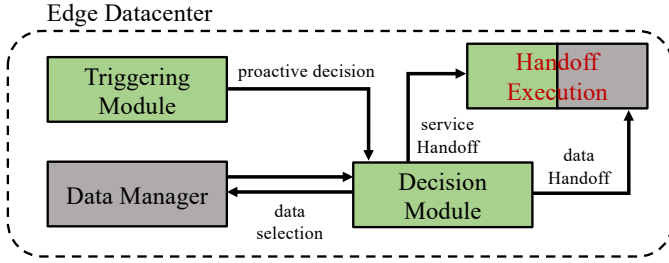 Edge Datacenter
Triggering
Module
proactive decision
Handoff
Execution
service
Handoff
data
Handoff
Data Manager
data
selection
Decision
Module